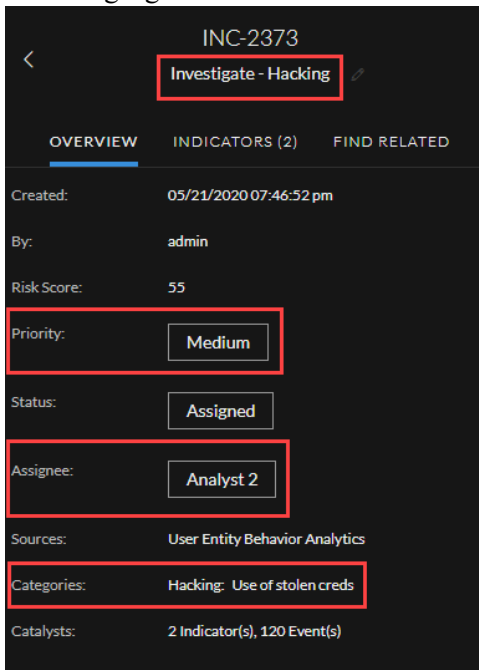 INC-2373
Investigate - Hacking
OVERVIEW INDICATORS (2) FIND RELATED
Created: 05/21/2020 07:46:52 pm
By: admin
Risk Score: 55
Priority: Medium
Status: Assigned
Assignee: Analyst 2
Sources: User Entity Behavior Analytics
Categories: Hacking: Use of stolen creds
Catalysts: 2 Indicator(s), 120 Event(s)